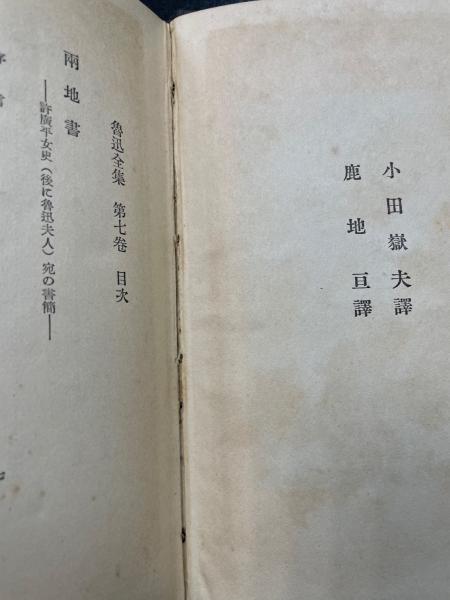 小田嶽夫譯
鹿地亘譯
魯迅全集　第七卷　目次
兩地書
――許廣平女史（後に魯迅夫人）宛の書簡――